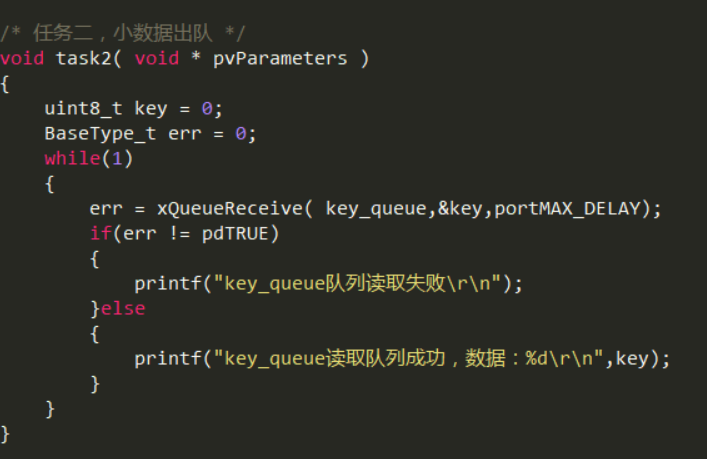 /* 任务二，小数据出队 */
void task2( void * pvParameters )
{
    uint8_t key = 0;
    BaseType_t err = 0;
    while(1)
    {
        err = xQueueReceive( key_queue,&key,portMAX_DELAY);
        if(err != pdTRUE)
        {
            printf("key_queue队列读取失败\r\n");
        }else
        {
            printf("key_queue读取队列成功，数据：%d\r\n",key);
        }
    }
}